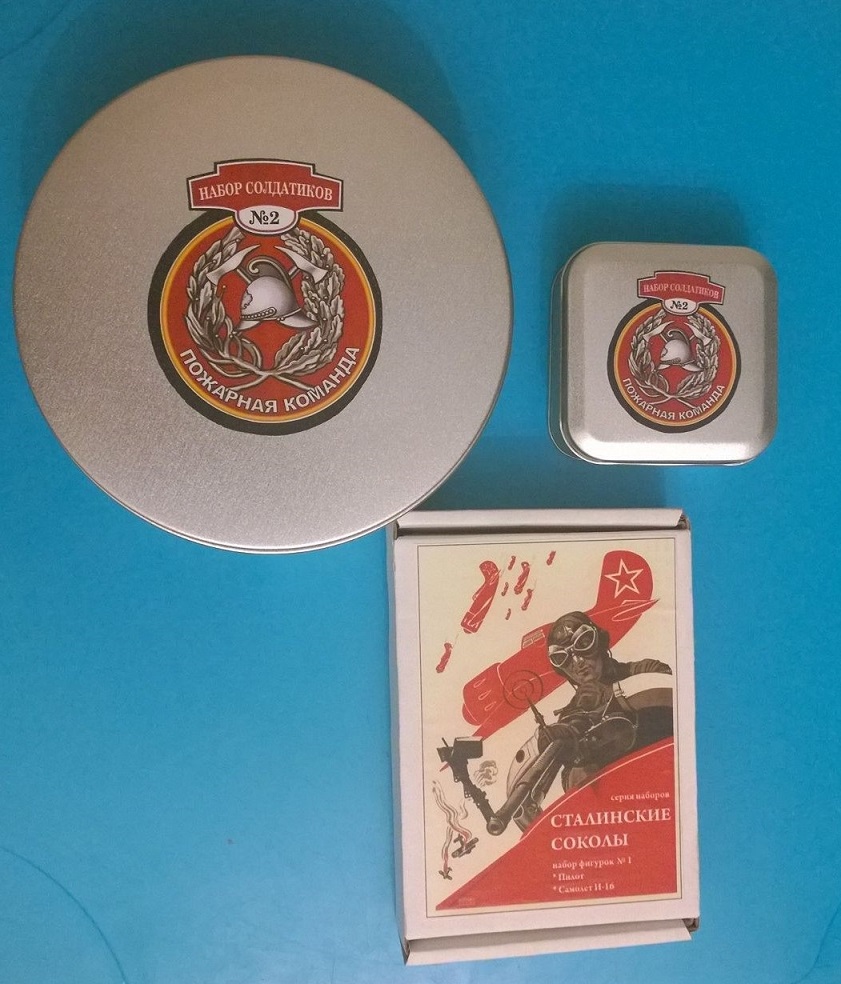 НАБОР СОЛДАТИКОВ
№2
ПОЖАРНАЯ КОМАНДА
НАБОР СОЛДАТИКОВ
№2
ПОЖАРНАЯ КОМАНДА
серия наборов
СТАЛИНСКИЕ
СОКОЛЫ
набор фигурок № 1
* Пилот
* Самолет И-16